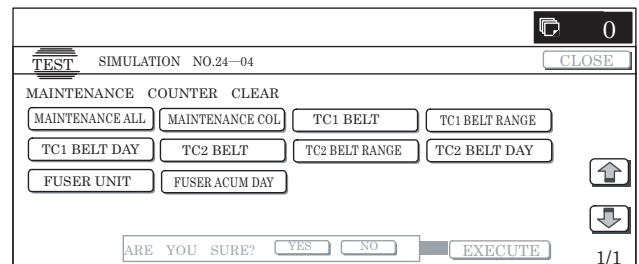 0
TEST SIMULATION NO.24—04 CLOSE
MAINTENANCE COUNTER CLEAR
MAINTENANCE ALL MAINTENANCE COL TC1 BELT TC1 BELT RANGE
TC1 BELT DAY TC2 BELT TC2 BELT RANGE TC2 BELT DAY
FUSER UNIT FUSER ACUM DAY
ARE YOU SURE? YES NO EXECUTE
1/1